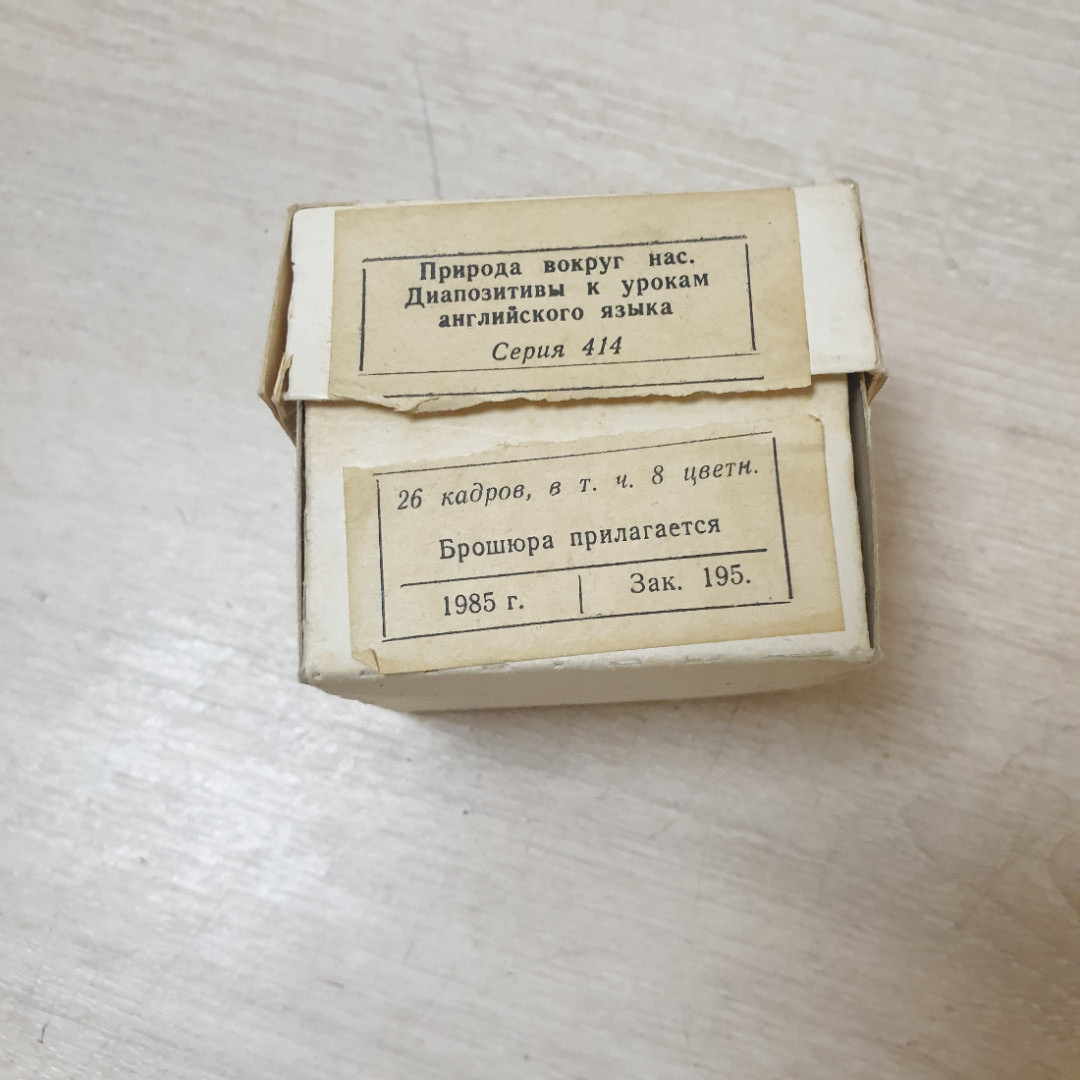 Природа вокруг нас.
Диапозитивы к урокам
английского языка
Серия 414
26 кадров, в т. ч. 8 цветн.
Брошюра прилагается
1985 г. Зак. 195.